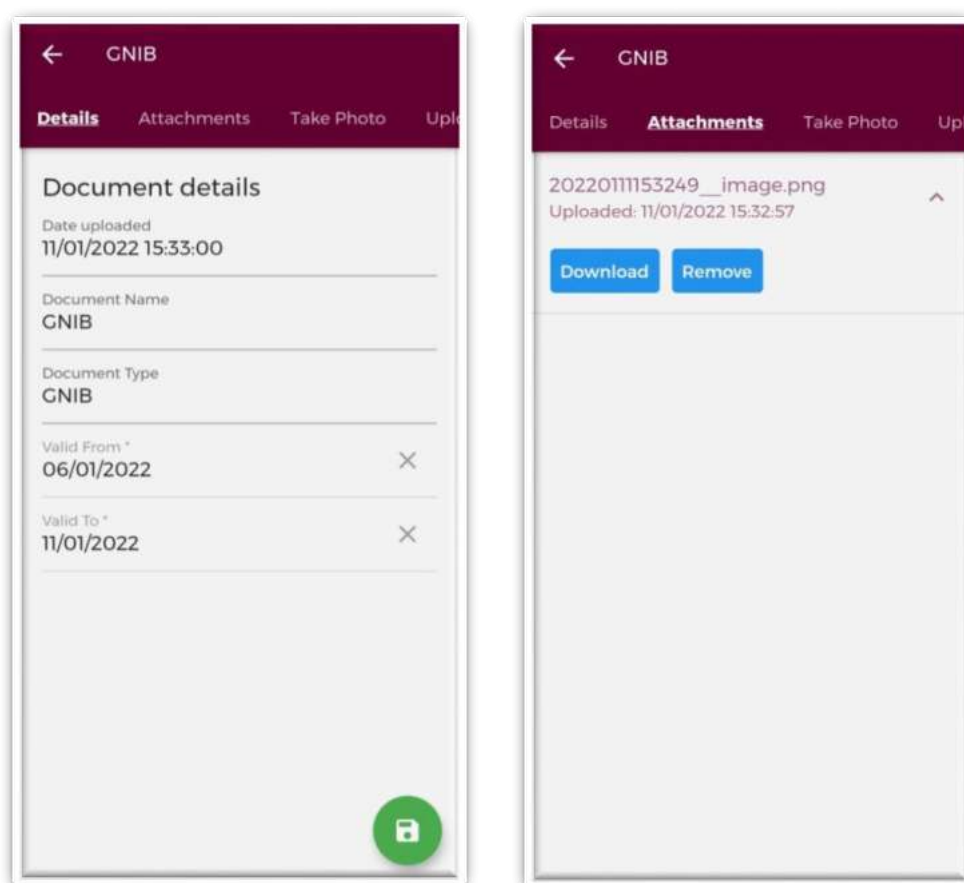 GNIB
Details Attachments Take Photo Uplo
Document details
Date uploaded
11/01/2022 15:33:00
Document Name
GNIB
Document Type
GNIB
Valid From *
06/01/2022
Valid To *
11/01/2022
GNIB
Details Attachments Take Photo Upl
20220111153249__image.png
Uploaded: 11/01/2022 15:32:57
Download Remove